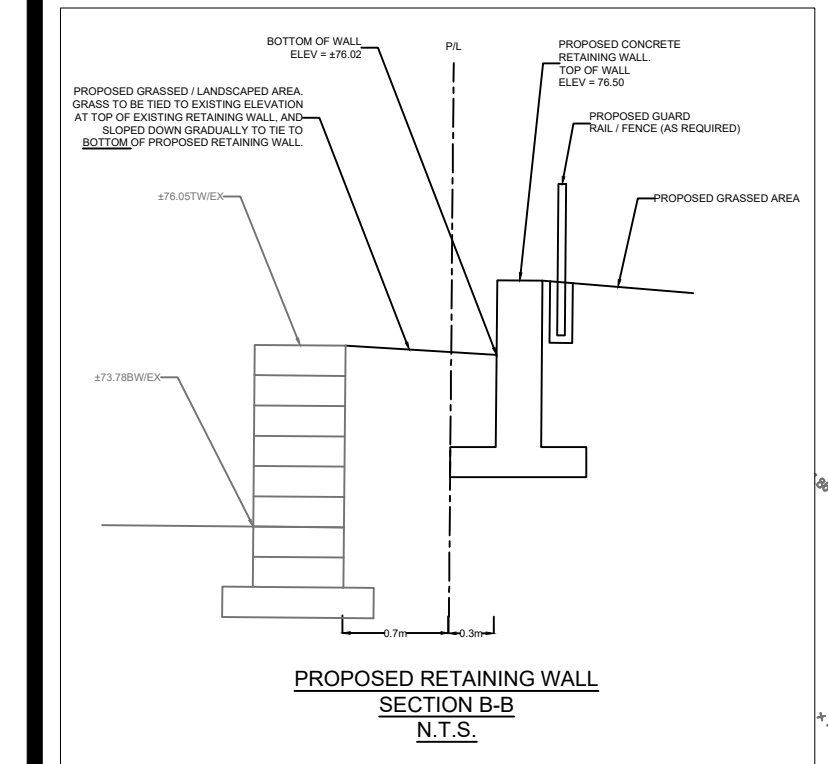 BOTTOM OF WALL
ELEV = ±76.02
P/L
PROPOSED CONCRETE
RETAINING WALL.
TOP OF WALL
ELEV = 76.50
PROPOSED GRASSED / LANDSCAPED AREA.
GRASS TO BE TIED TO EXISTING ELEVATION
AT TOP OF EXISTING RETAINING WALL, AND
SLOPED DOWN GRADUALLY TO TIE TO
BOTTOM OF PROPOSED RETAINING WALL.
PROPOSED GUARD
RAIL / FENCE (AS REQUIRED)
±76.05TW/EX
PROPOSED GRASSED AREA
±73.78BW/EX
0.7m
0.3m
PROPOSED RETAINING WALL
SECTION B-B
N.T.S.